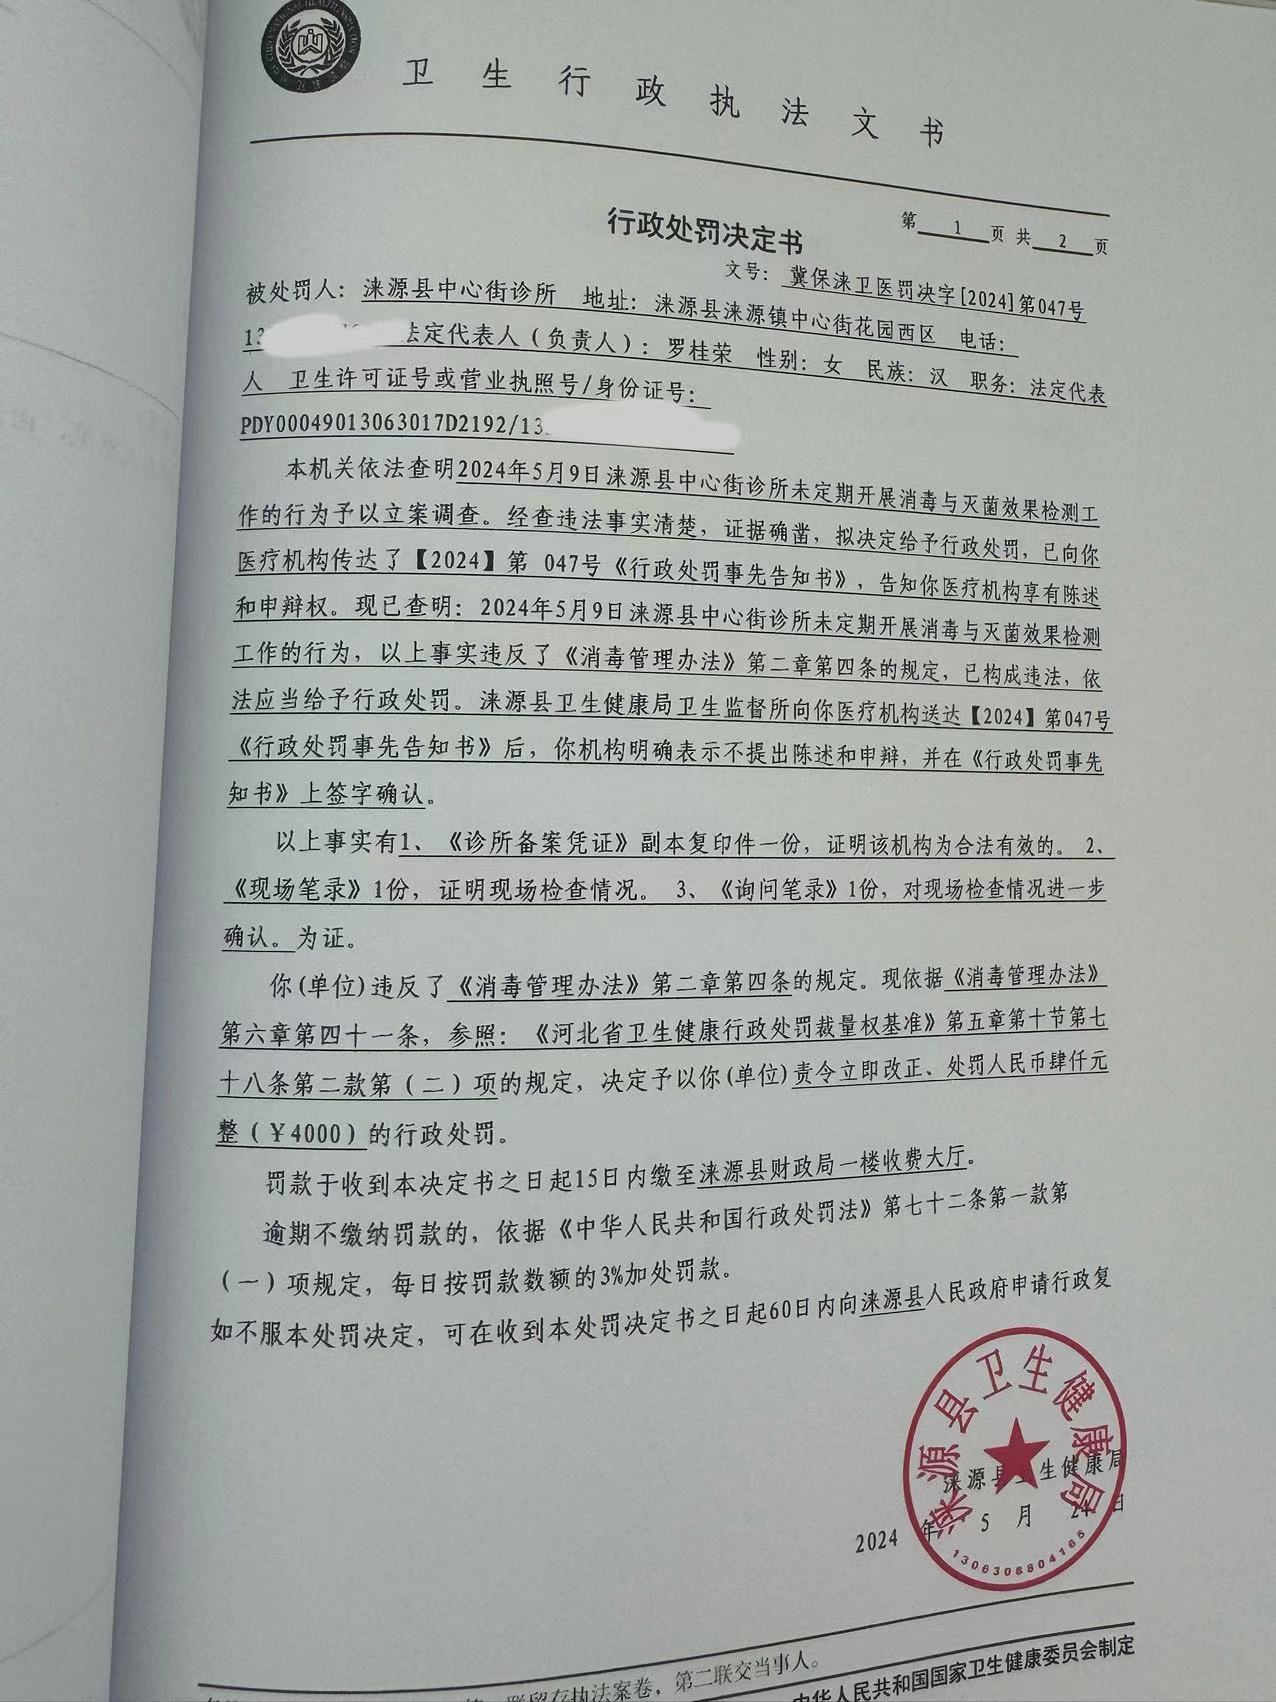 卫生行政执法文书
行政处罚决定书
第 1 页 共 2 页
文号：冀保涞卫医罚决字[2024]第047号
被处罚人：涞源县中心街诊所 地址：涞源县涞源镇中心街花园西区 电话：
13 法定代表人（负责人）：罗桂荣 性别：女 民族：汉 职务：法定代表
人 卫生许可证号或营业执照号/身份证号：
PDY00049013063017D2192/13
本机关依法查明2024年5月9日涞源县中心街诊所未定期开展消毒与灭菌效果检测工
作的行为予以立案调查。经查违法事实清楚，证据确凿，拟决定给予行政处罚，已向你
医疗机构传达了【2024】第 047号《行政处罚事先告知书》，告知你医疗机构享有陈述
和申辩权。现已查明：2024年5月9日涞源县中心街诊所未定期开展消毒与灭菌效果检测
工作的行为，以上事实违反了《消毒管理办法》第二章第四条的规定，已构成违法，依
法应当给予行政处罚。涞源县卫生健康局卫生监督所向你医疗机构送达【2024】第047号
《行政处罚事先告知书》后，你机构明确表示不提出陈述和申辩，并在《行政处罚事先
知书》上签字确认。
以上事实有1、《诊所备案凭证》副本复印件一份，证明该机构为合法有效的。 2、
《现场笔录》1份，证明现场检查情况。 3、《询问笔录》1份，对现场检查情况进一步
确认。为证。
你(单位)违反了《消毒管理办法》第二章第四条的规定。现依据《消毒管理办法》
第六章第四十一条，参照：《河北省卫生健康行政处罚裁量权基准》第五章第十节第七
十八条第二款第（二）项的规定，决定予以你(单位)责令立即改正、处罚人民币肆仟元
整（￥4000）的行政处罚。
罚款于收到本决定书之日起15日内缴至涞源县财政局一楼收费大厅。
逾期不缴纳罚款的，依据《中华人民共和国行政处罚法》第七十二条第一款第
（一）项规定，每日按罚款数额的3%加处罚款。
如不服本处罚决定，可在收到本处罚决定书之日起60日内向涞源县人民政府申请行政复
涞源县卫生健康局
涞源县卫生健康局
2024 年 5 月 24 日
1306308804165
联留存执法案卷，第二联交当事人。
中华人民共和国国家卫生健康委员会制定